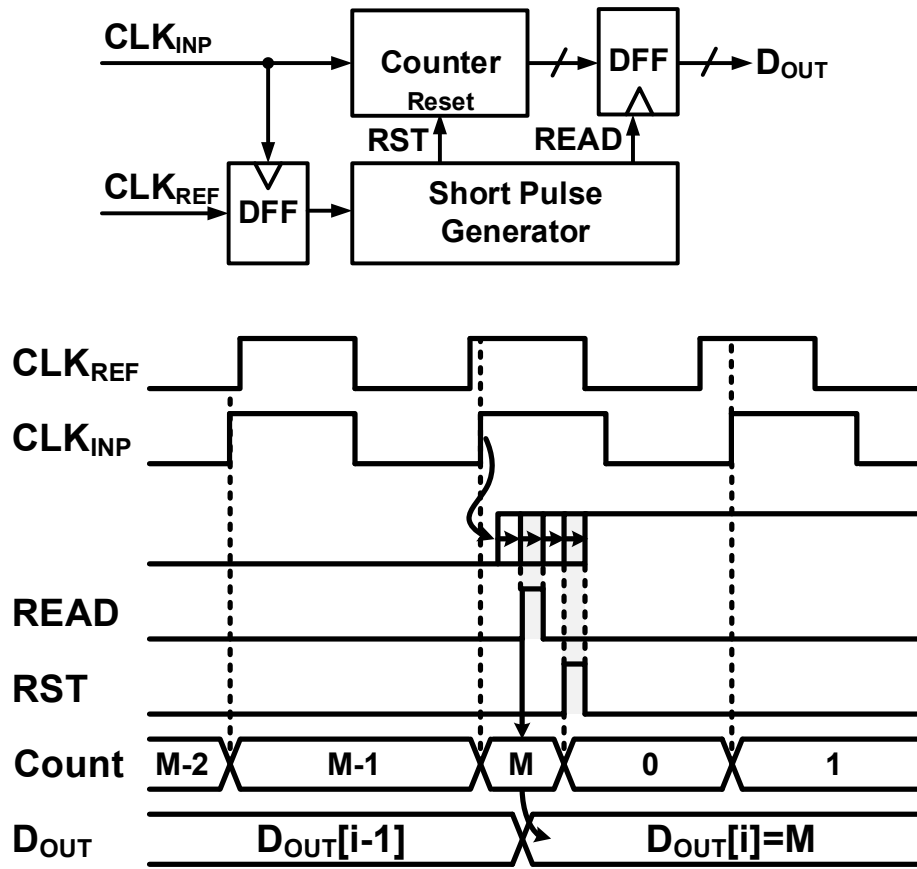 CLKINP
Counter
Reset
DFF
DOUT
RST
READ
CLKREF
DFF
Short Pulse
Generator
CLKREF
CLKINP
READ
RST
Count
M-2
M-1
M
0
1
DOUT
DOUT[i-1]
DOUT[i]=M